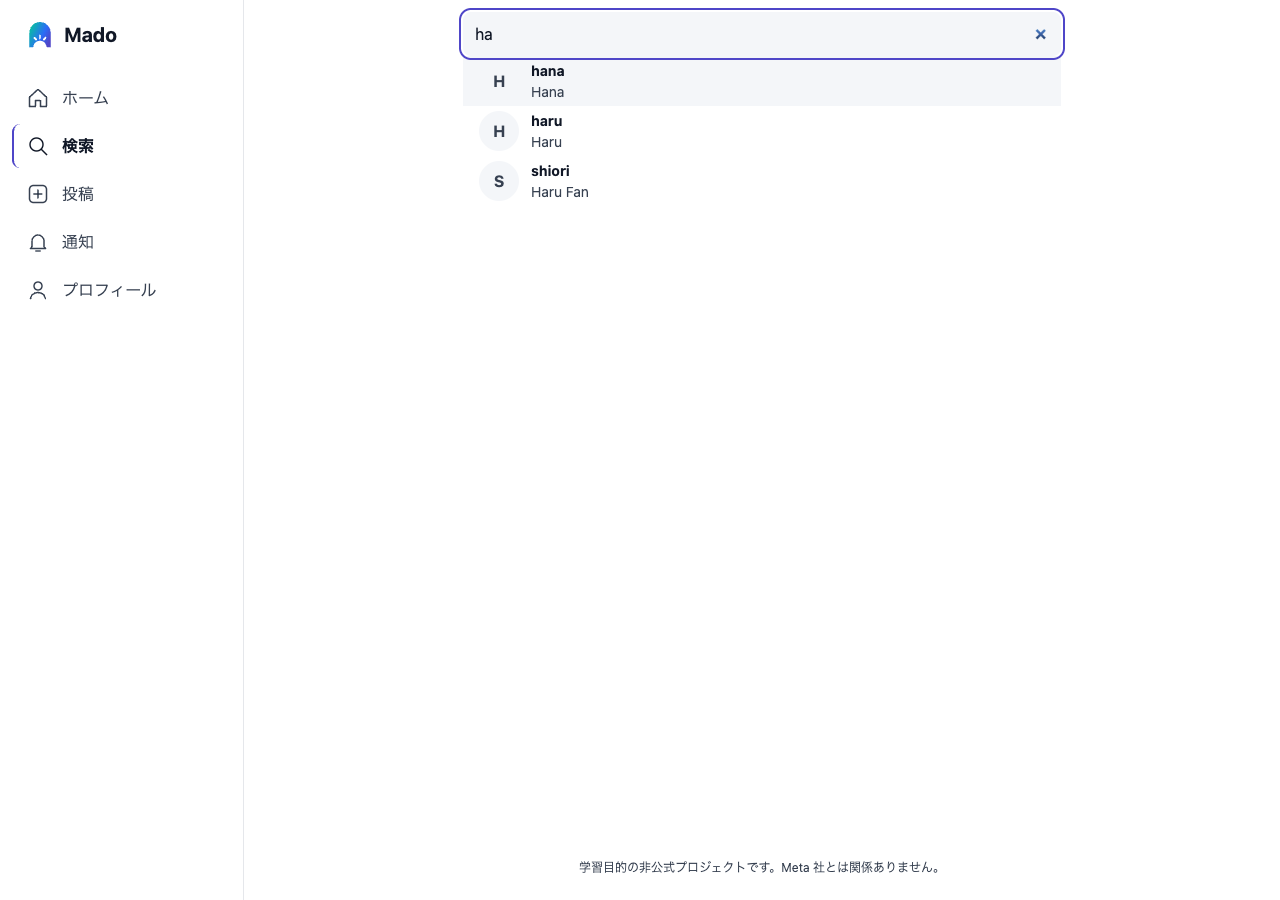 Mado
ホーム
検索
投稿
通知
プロフィール
ha
H
hana
Hana
H
haru
Haru
S
shiori
Haru Fan
学習目的の非公式プロジェクトです。Meta 社とは関係ありません。